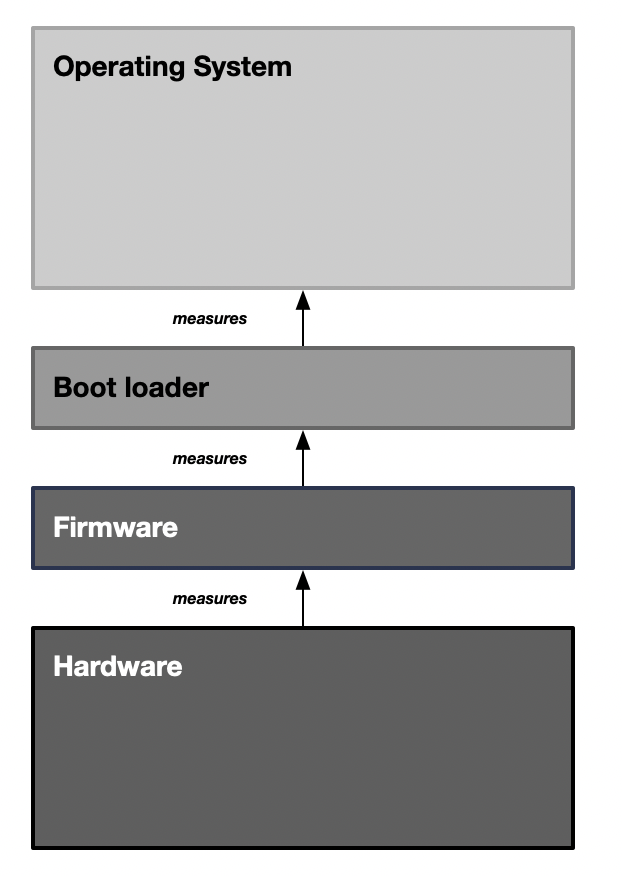 Operating System
measures
Boot loader
measures
Firmware
measures
Hardware